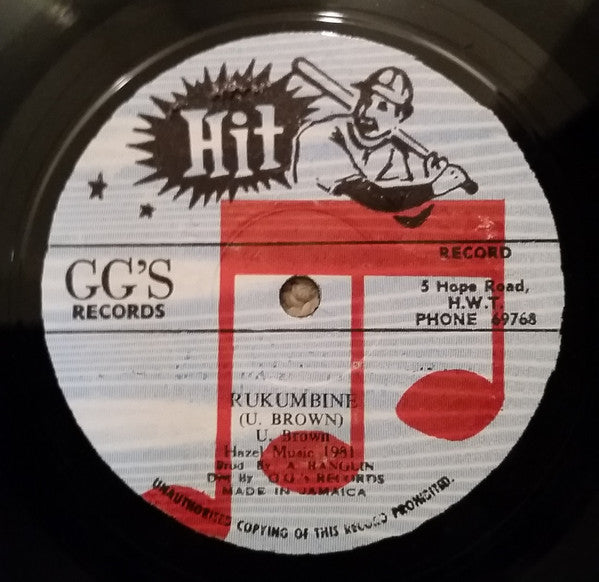 Hit
GG'S
RECORDS
RECORD
5 Hope Road,
H.W.T.
PHONE 69768
RUKUMBINE
(U. BROWN)
U. Brown
Hazel Music 1981
Prod By A. RANGLIN
Dist By G.G.'s RECORDS
MADE IN JAMAICA
UNAUTHORITED COPYING OF THIS RECORD PROHIBITED.